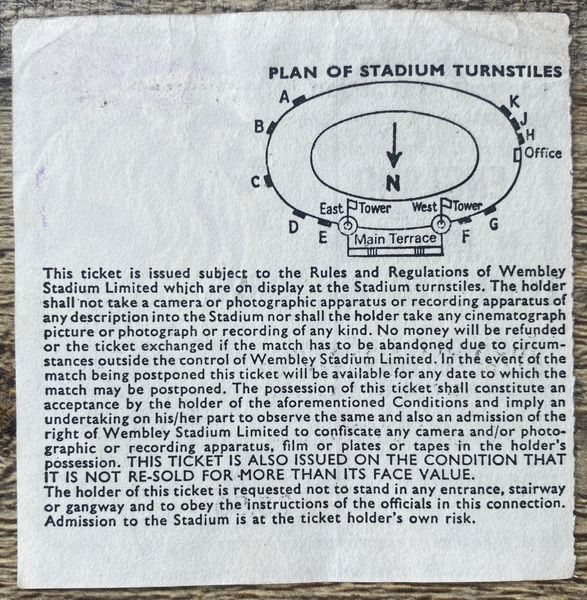 PLAN OF STADIUM TURNSTILES
A
K
B
J
H
Office
N
C
East Tower
West Tower
D
E
F
G
Main Terrace
This ticket is issued subject to the Rules and Regulations of Wembley
Stadium Limited which are on display at the Stadium turnstiles. The holder
shall not take a camera or photographic apparatus or recording apparatus of
any description into the Stadium nor shall the holder take any cinematograph
picture or photograph or recording of any kind. No money will be refunded
or the ticket exchanged if the match has to be abandoned due to circum-
stances outside the control of Wembley Stadium Limited. In the event of the
match being postponed this ticket will be available for any date to which the
match may be postponed. The possession of this ticket shall constitute an
acceptance by the holder of the aforementioned Conditions and imply an
undertaking on his/her part to observe the same and also an admission of the
right of Wembley Stadium Limited to confiscate any camera and/or photo-
graphic or recording apparatus, film or plates or tapes in the holder's
possession. THIS TICKET IS ALSO ISSUED ON THE CONDITION THAT
IT IS NOT RE-SOLD FOR MORE THAN ITS FACE VALUE.
The holder of this ticket is requested not to stand in any entrance, stairway
or gangway and to obey the instructions of the officials in this connection.
Admission to the Stadium is at the ticket holder's own risk.